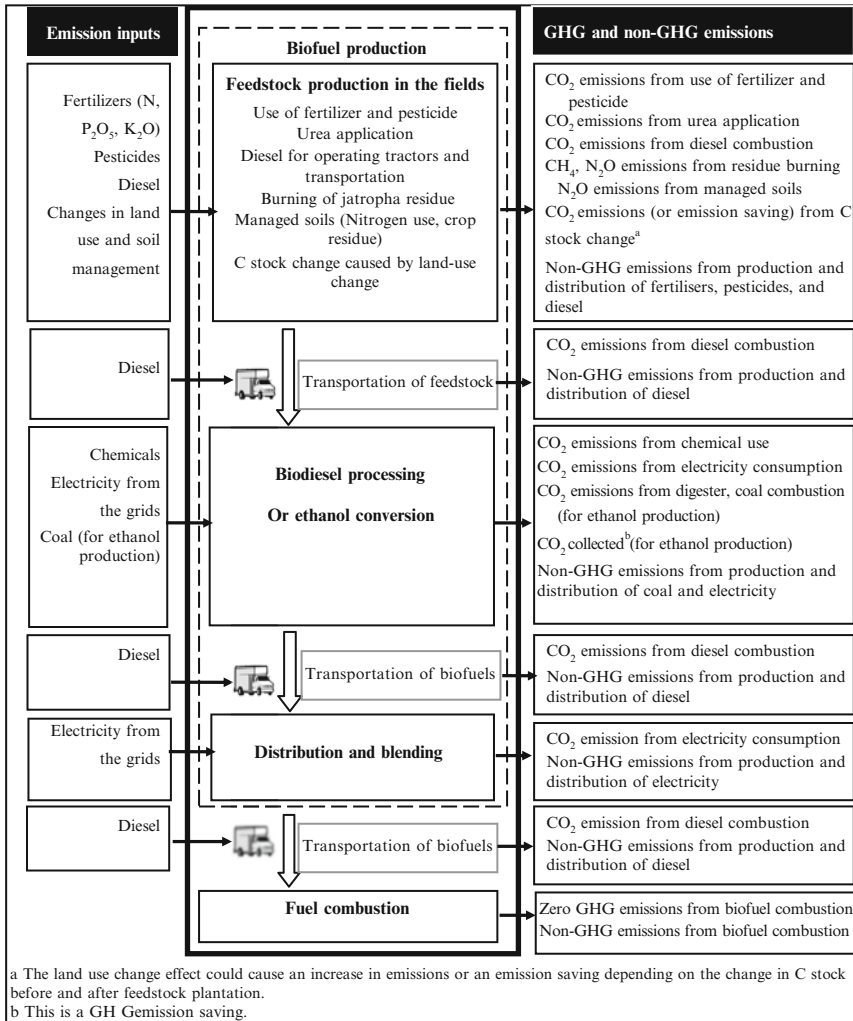 Emission inputs
Biofuel production
GHG and non-GHG emissions
Fertilizers (N,
P₂O₅, K₂O)
Pesticides
Diesel
Changes in land
use and soil
management
Feedstock production in the fields
Use of fertilizer and pesticide
Urea application
Diesel for operating tractors and
transportation
Burning of jatropha residue
Managed soils (Nitrogen use, crop
residue)
C stock change caused by land-use
change
CO₂ emissions from use of fertilizer and
pesticide
CO₂ emissions from urea application
CO₂ emissions from diesel combustion
CH₄, N₂O emissions from residue burning
N₂O emissions from managed soils
CO₂ emissions (or emission saving) from C
stock changeᵃ
Non-GHG emissions from production and
distribution of fertilisers, pesticides, and
diesel
Diesel
Transportation of feedstock
CO₂ emissions from diesel combustion
Non-GHG emissions from production and
distribution of diesel
Chemicals
Electricity from
the grids
Coal (for ethanol
production)
Biodiesel processing
Or ethanol conversion
CO₂ emissions from chemical use
CO₂ emissions from electricity consumption
CO₂ emissions from digester, coal combustion
(for ethanol production)
CO₂ collectedᵇ (for ethanol production)
Non-GHG emissions from production and
distribution of coal and electricity
Diesel
Transportation of biofuels
CO₂ emissions from diesel combustion
Non-GHG emissions from production and
distribution of diesel
Electricity from
the grids
Distribution and blending
CO₂ emission from electricity consumption
Non-GHG emissions from production and
distribution of electricity
Diesel
Transportation of biofuels
CO₂ emission from diesel combustion
Non-GHG emissions from production and
distribution of diesel
Fuel combustion
Zero GHG emissions from biofuel combustion
Non-GHG emissions from biofuel combustion
a The land use change effect could cause an increase in emissions or an emission saving depending on the change in C stock
before and after feedstock plantation.
b This is a GH Gemission saving.